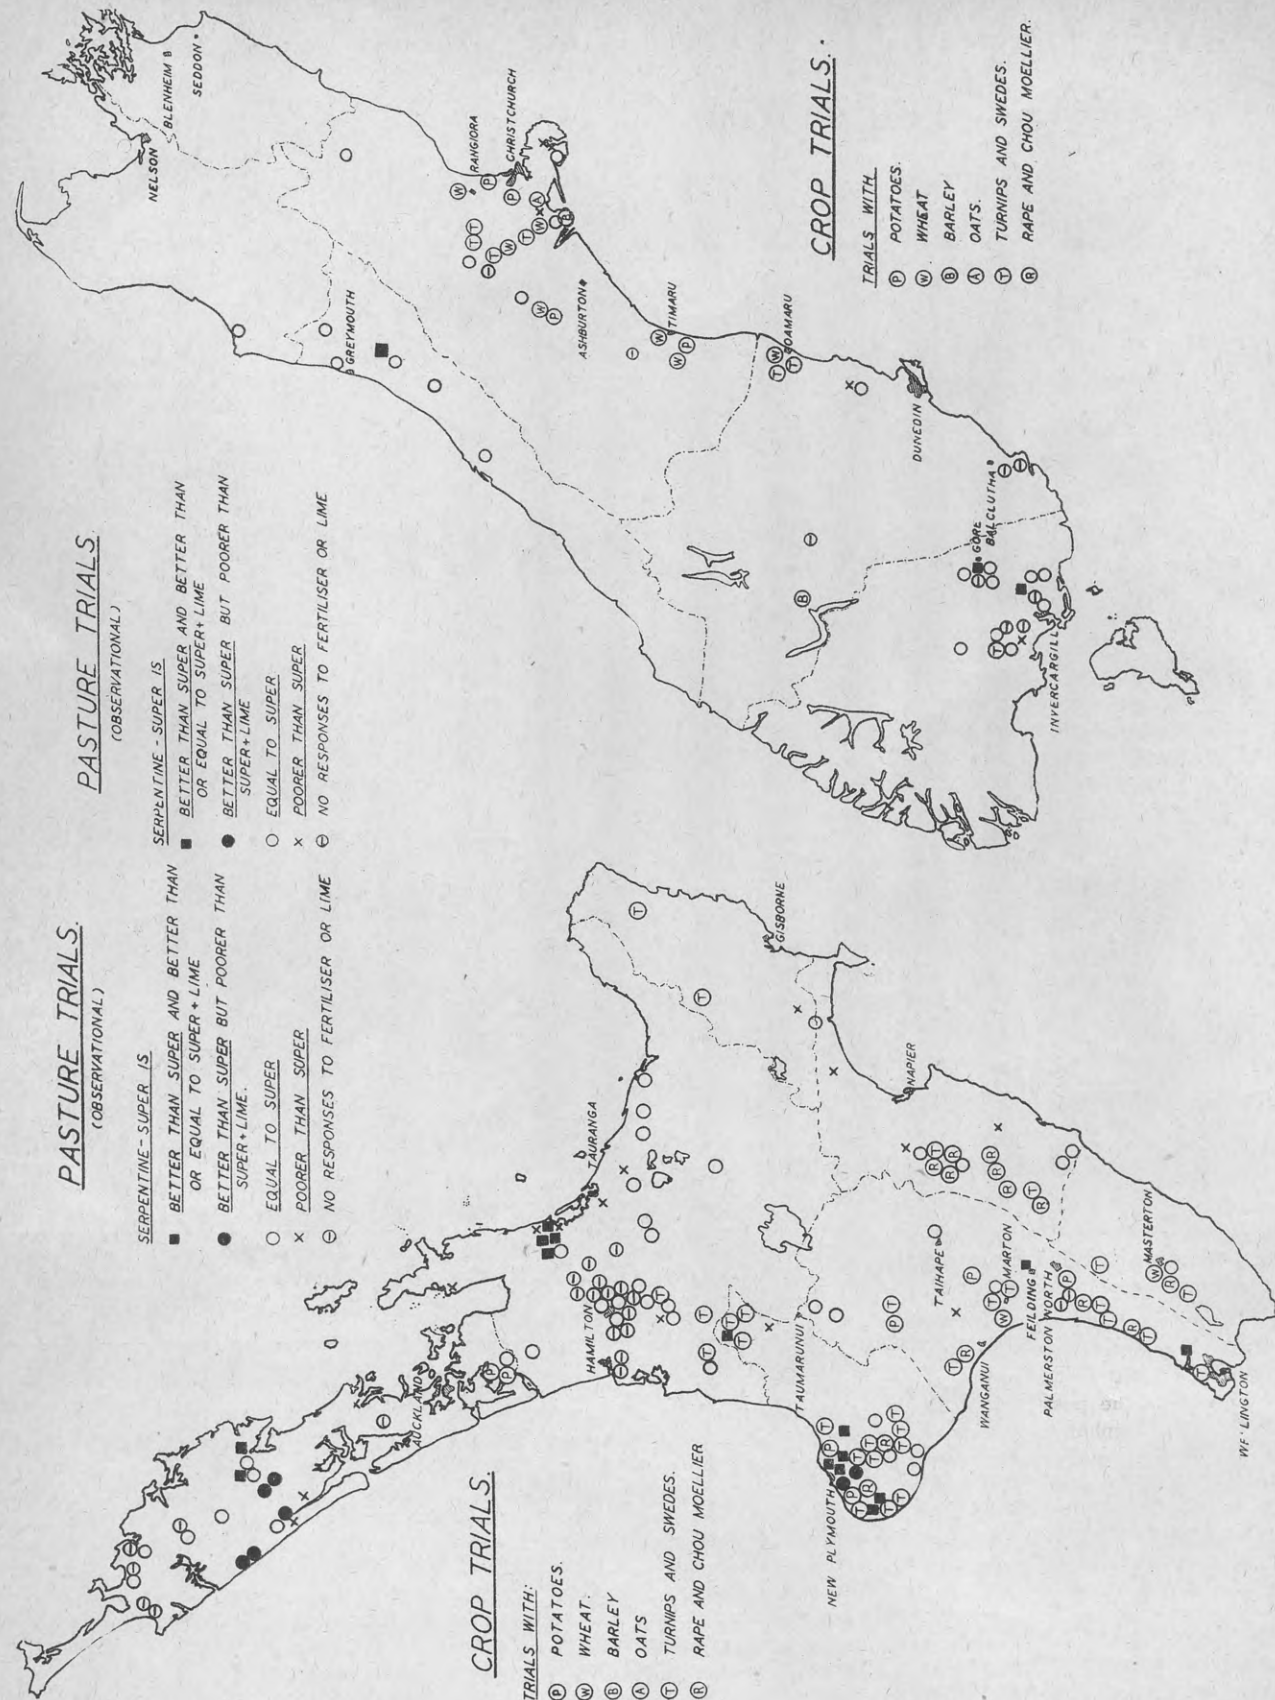 PASTURE TRIALS.
(OBSERVATIONAL)
SERPENTINE-SUPER IS
■ BETTER THAN SUPER AND BETTER THAN
OR EQUAL TO SUPER + LIME
● BETTER THAN SUPER BUT POORER THAN
SUPER+LIME.
○ EQUAL TO SUPER
× POORER THAN SUPER
⊖ NO RESPONSES TO FERTILISER OR LIME
CROP TRIALS.
TRIALS WITH:
Ⓟ POTATOES.
Ⓦ WHEAT.
Ⓑ BARLEY
Ⓐ OATS
Ⓣ TURNIPS AND SWEDES.
Ⓡ RAPE AND CHOU MOELLIER
AUCKLAND
HAMILTON
TAURANGA
GISBORNE
TAUMARUNUI
NEW PLYMOUTH
NAPIER
TAIHAPE
WANGANUI
MARTON
FEILDING
PALMERSTON NORTH
MASTERTON
WE'LINGTON
PASTURE TRIALS
(OBSERVATIONAL)
SERPENTINE-SUPER IS
■ BETTER THAN SUPER AND BETTER THAN
OR EQUAL TO SUPER+ LIME
● BETTER THAN SUPER BUT POORER THAN
SUPER+LIME
○ EQUAL TO SUPER
× POORER THAN SUPER
⊖ NO RESPONSES TO FERTILISER OR LIME
NELSON
BLENHEIM
SEDDON
GREYMOUTH
RANGIORA
CHRISTCHURCH
ASHBURTON
TIMARU
OAMARU
DUNEDIN
BALCLUTHA
GORE
INVERCARGILL
CROP TRIALS.
TRIALS WITH
Ⓟ POTATOES.
Ⓦ WHEAT
Ⓑ BARLEY
Ⓐ OATS.
Ⓣ TURNIPS AND SWEDES.
Ⓡ RAPE AND CHOU MOELLIER.